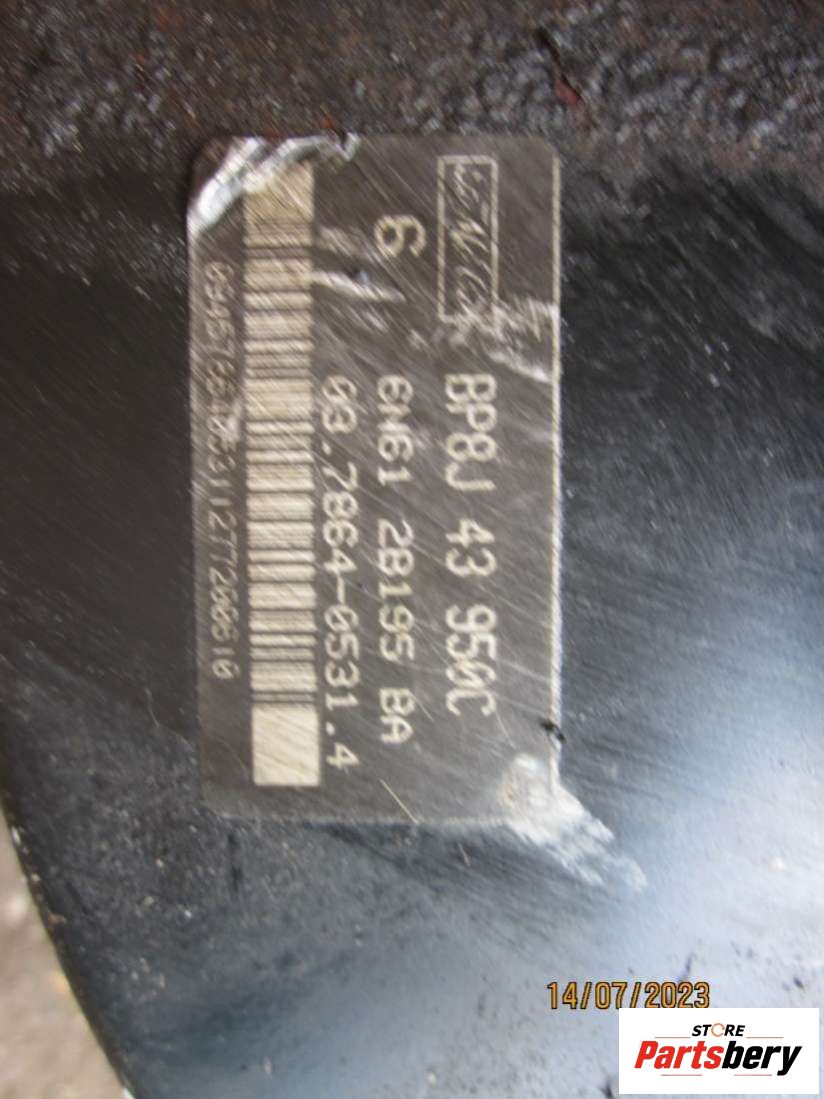 BP8J 43 950C
6 6N61 2B195 BA
03.7864-0531.4
14/07/2023
STORE
Partsbery